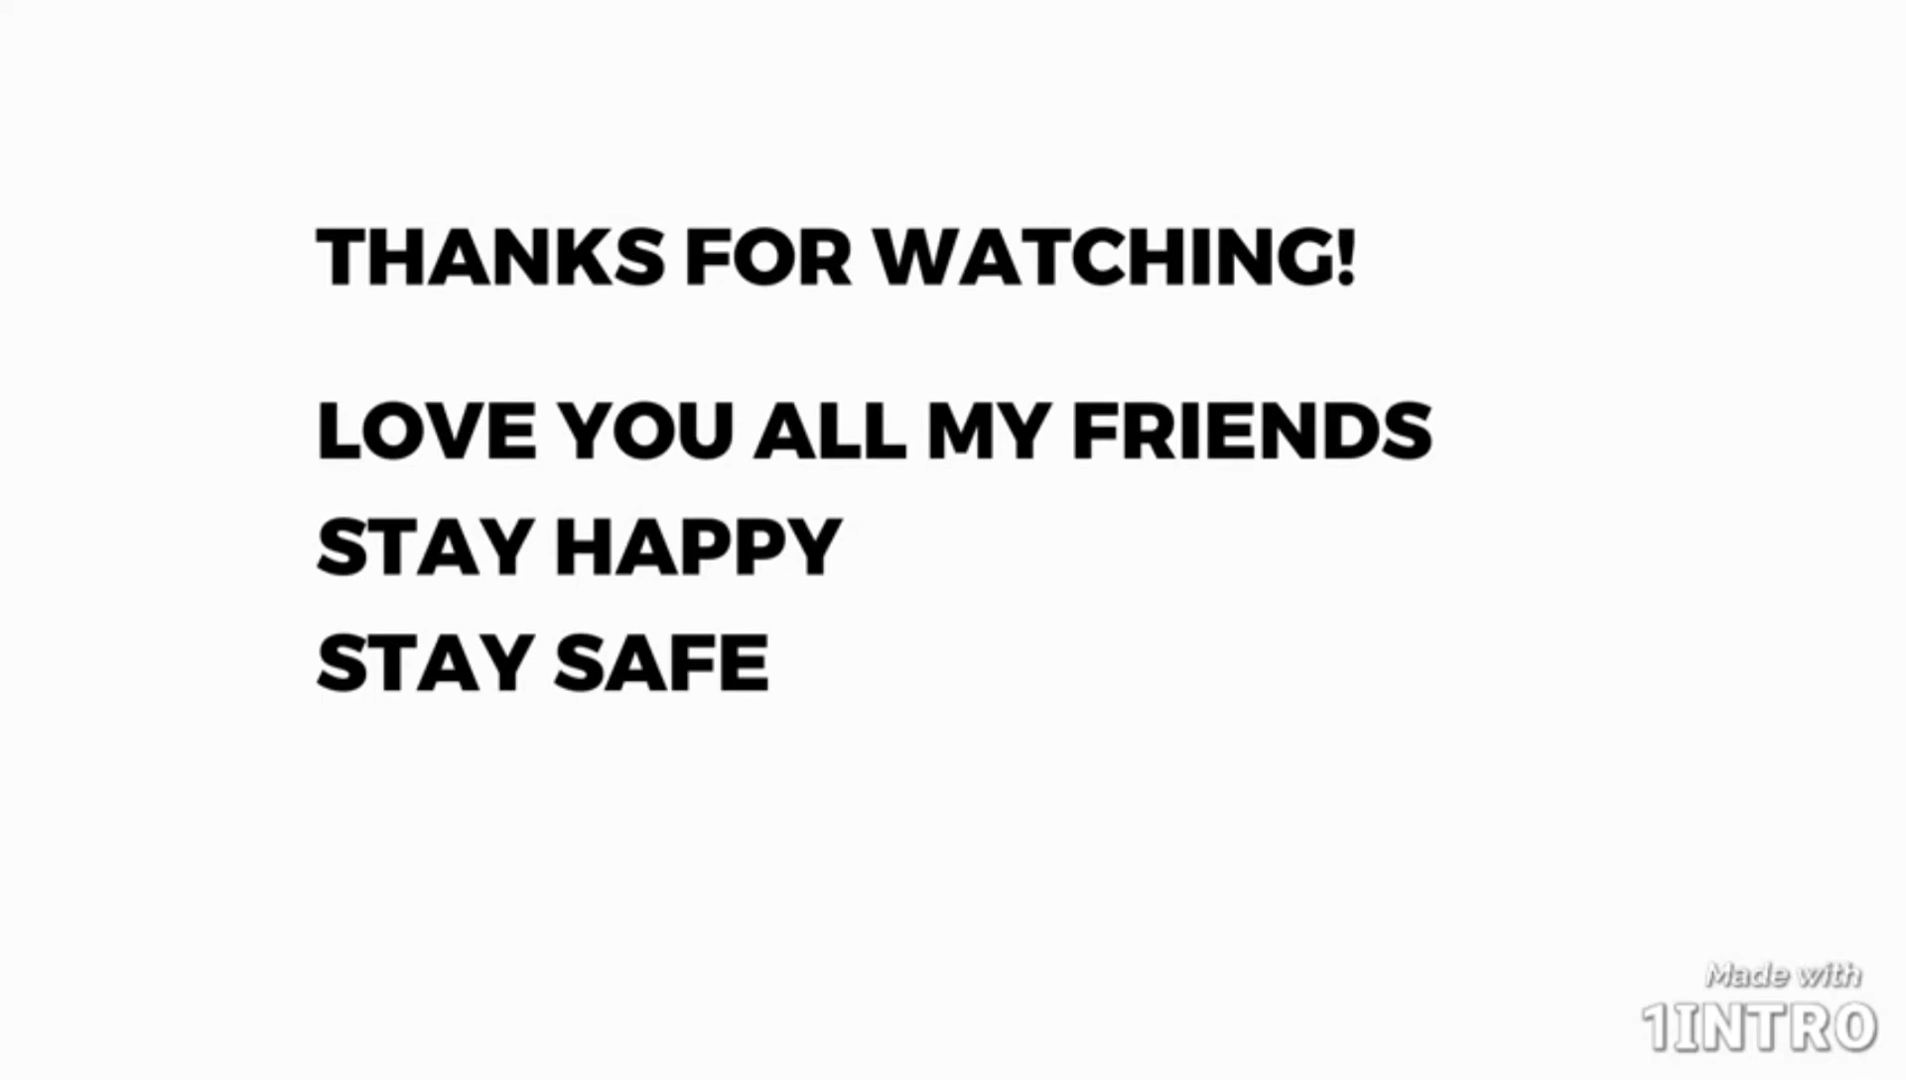 THANKS FOR WATCHING!
LOVE YOU ALL MY FRIENDS
STAY HAPPY
STAY SAFE
Made with
1INTRO